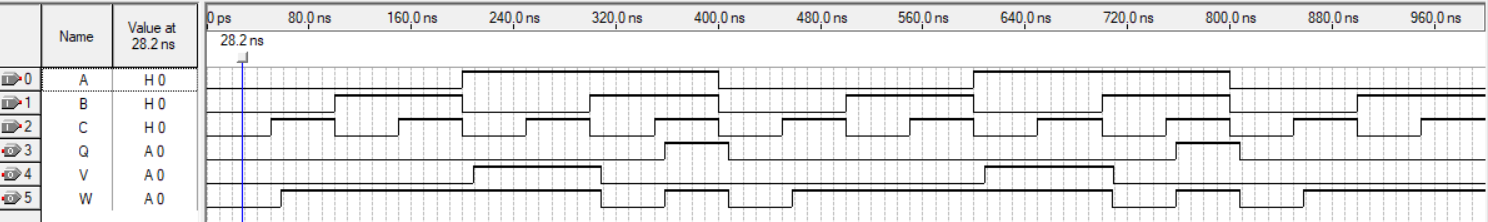 Name
Value at
28.2 ns
0 ps
80.0 ns
160.0 ns
240.0 ns
320.0 ns
400.0 ns
480.0 ns
560.0 ns
640.0 ns
720.0 ns
800.0 ns
880.0 ns
960.0 ns
28.2 ns
0 A H 0
1 B H 0
2 C H 0
3 Q A 0
4 V A 0
5 W A 0